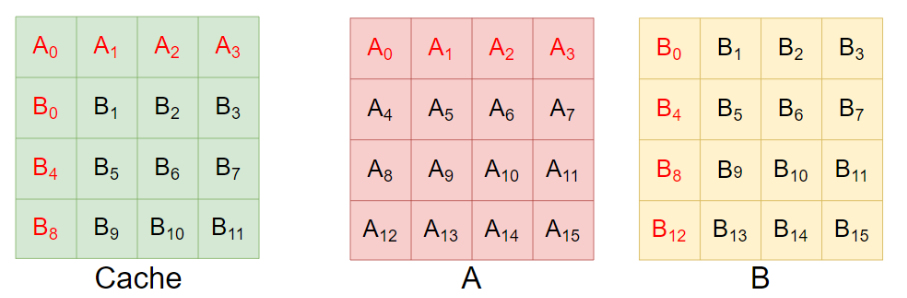 A₀ A₁ A₂ A₃ A₀ A₁ A₂ A₃ B₀ B₁ B₂ B₃
B₀ B₁ B₂ B₃ A₄ A₅ A₆ A₇ B₄ B₅ B₆ B₇
B₄ B₅ B₆ B₇ A₈ A₉ A₁₀ A₁₁ B₈ B₉ B₁₀ B₁₁
B₈ B₉ B₁₀ B₁₁ A₁₂ A₁₃ A₁₄ A₁₅ B₁₂ B₁₃ B₁₄ B₁₅
Cache A B